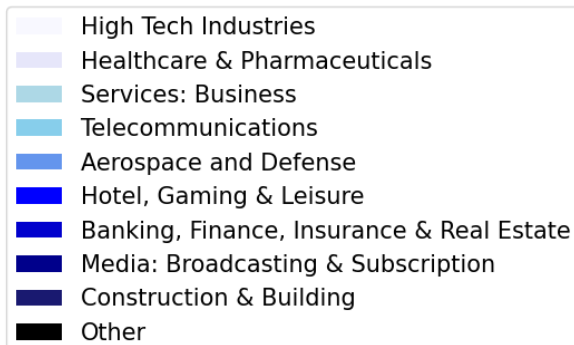 High Tech Industries
Healthcare & Pharmaceuticals
Services: Business
Telecommunications
Aerospace and Defense
Hotel, Gaming & Leisure
Banking, Finance, Insurance & Real Estate
Media: Broadcasting & Subscription
Construction & Building
Other